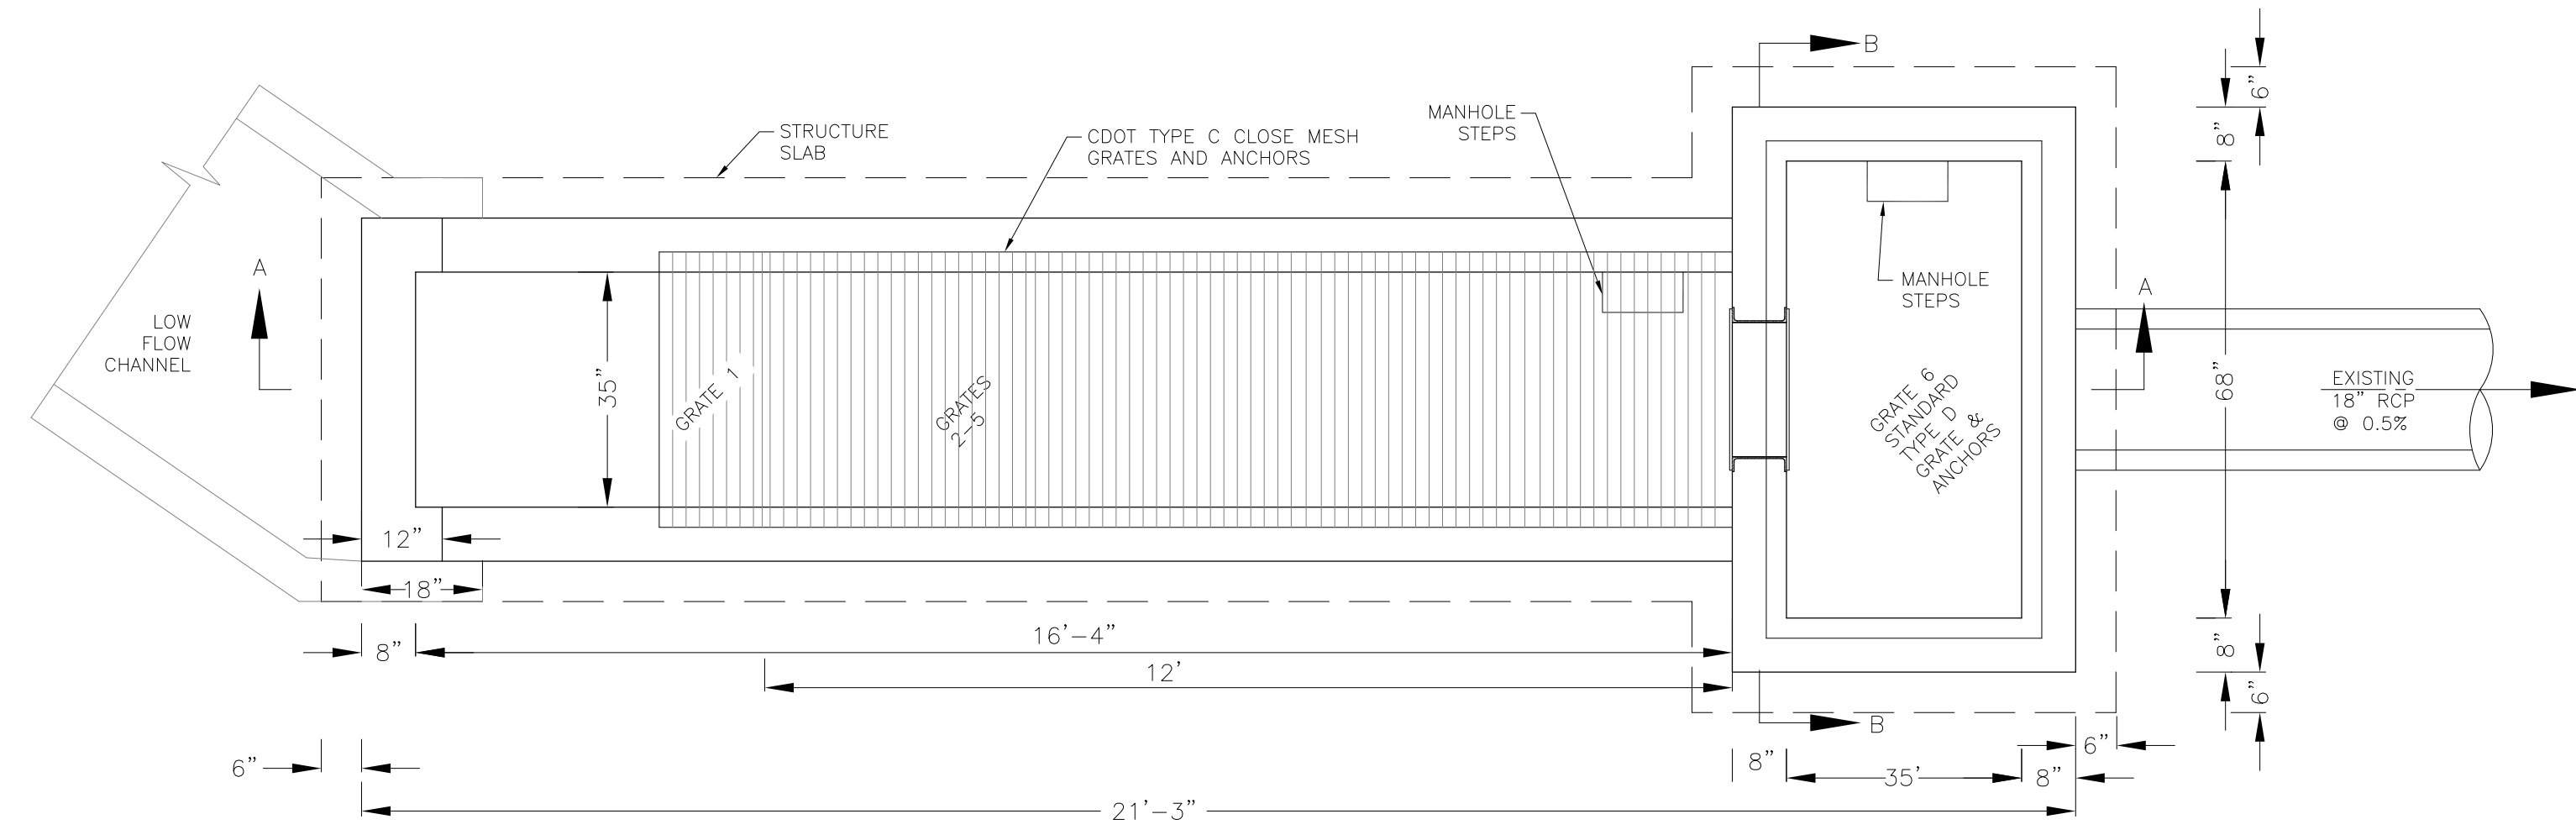 B
6”
8”
STRUCTURE
SLAB
CDOT TYPE C CLOSE MESH
GRATES AND ANCHORS
MANHOLE
STEPS
A
LOW
FLOW
CHANNEL
35”
GRATE 1
GRATES
2-5
MANHOLE
STEPS
GRATE 6
STANDARD
TYPE D
GRATE &
ANCHORS
A
68”
EXISTING
18” RCP
@ 0.5%
12”
18”
8”
16’-4”
12’
8”
6”
B
6”
6”
8”
35’
8”
21’-3”